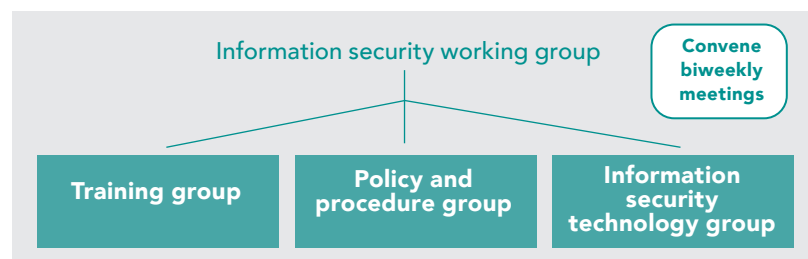 Information security working group
Convene
biweekly
meetings
Training group
Policy and
procedure group
Information
security
technology group